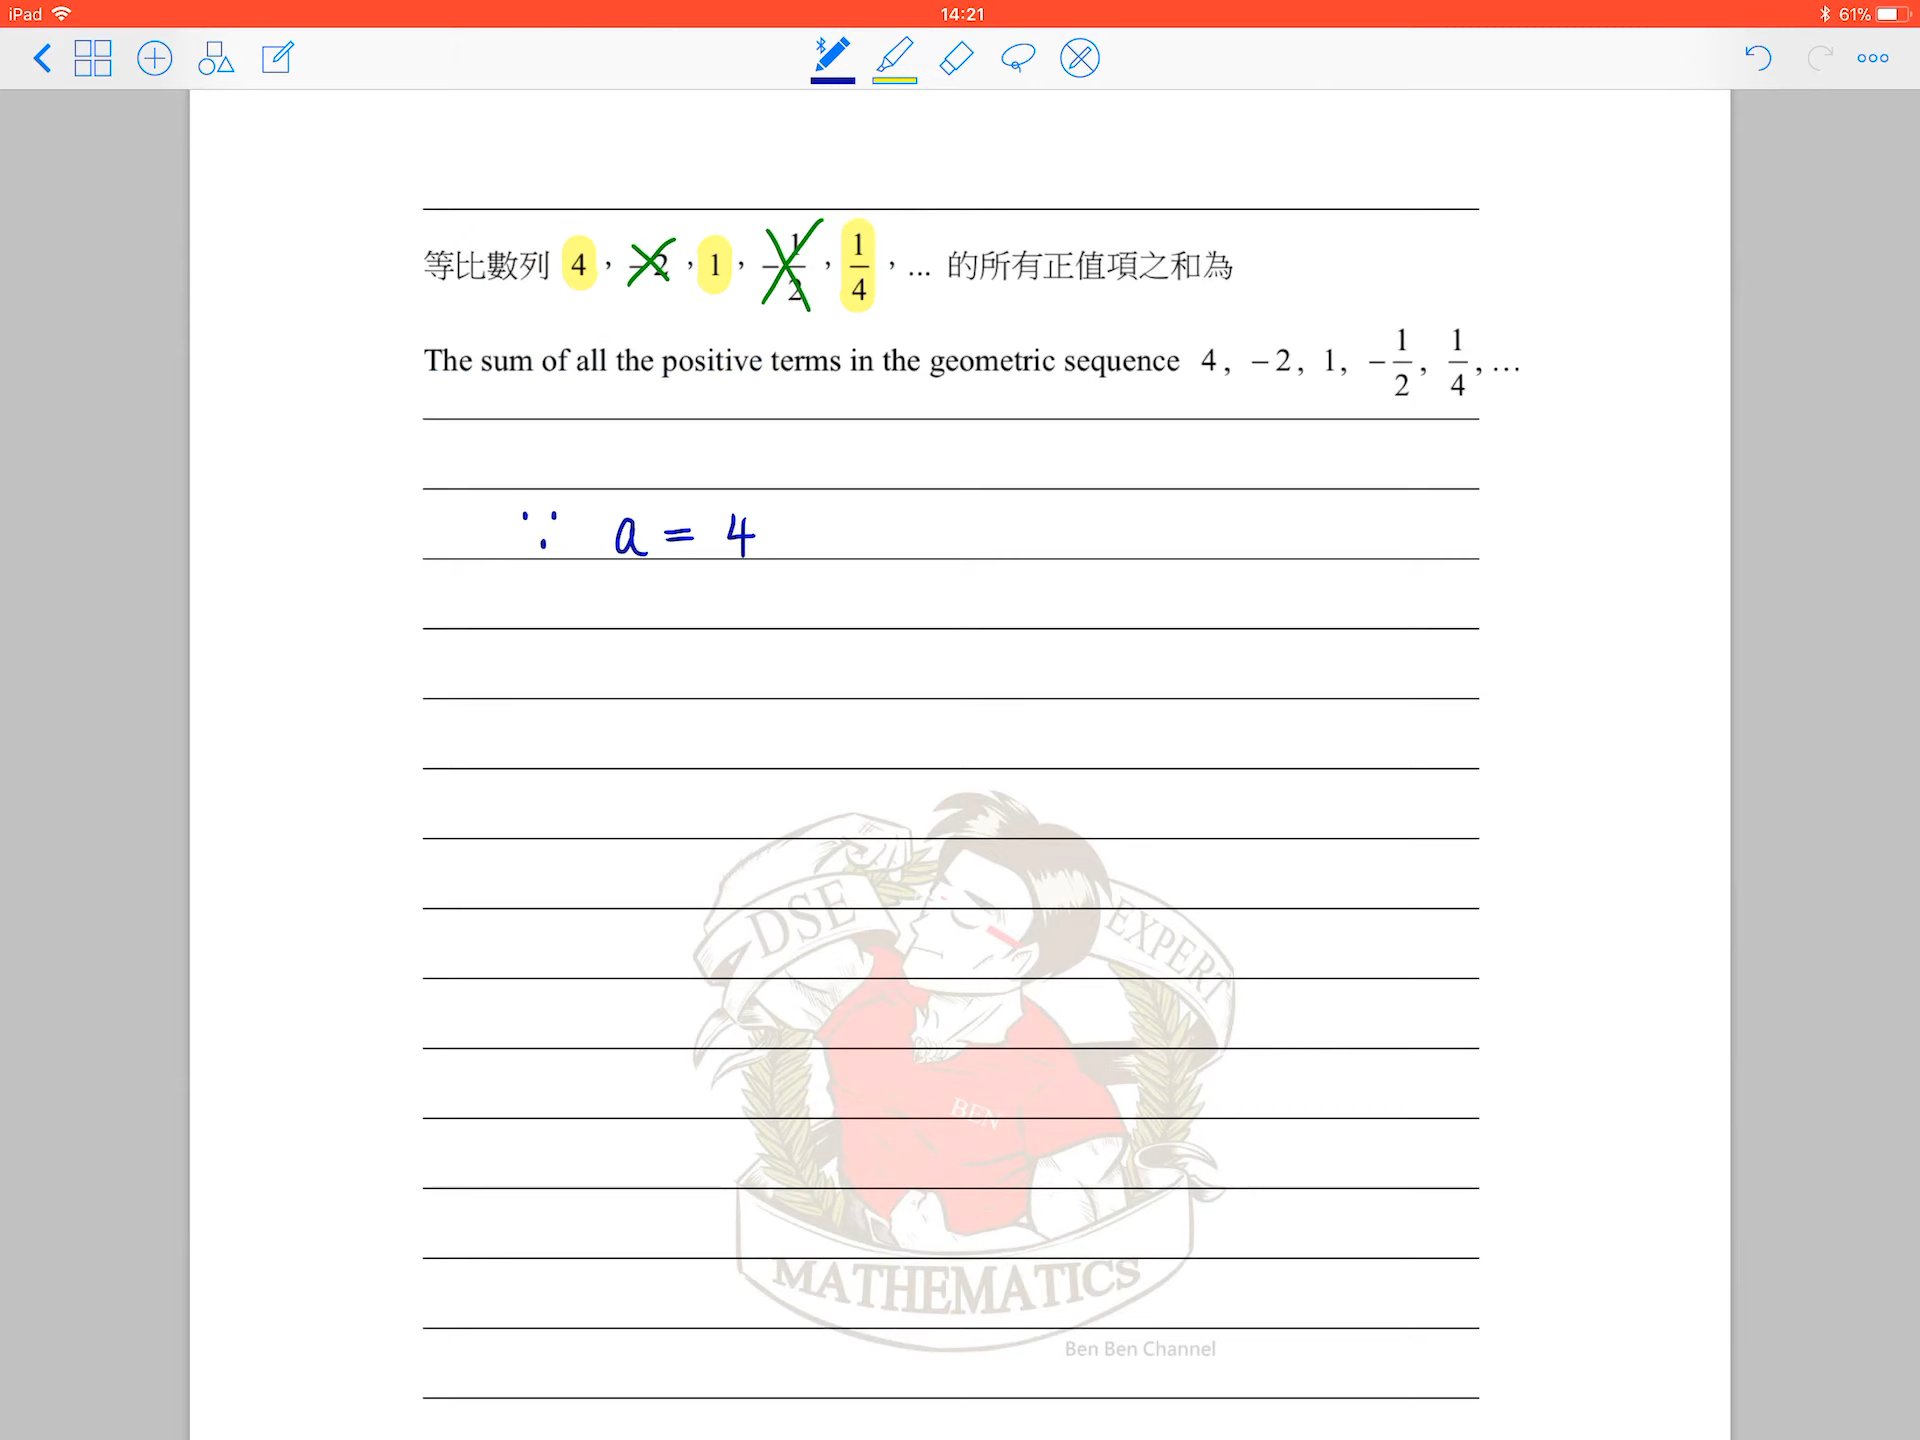 iPad 14:21 61%
等比數列 4，-2，1，-1/2，1/4，... 的所有正值項之和為
The sum of all the positive terms in the geometric sequence 4, -2, 1, -1/2, 1/4, ...
∵ a = 4
DSE EXPERT
BEN
MATHEMATICS
Ben Ben Channel